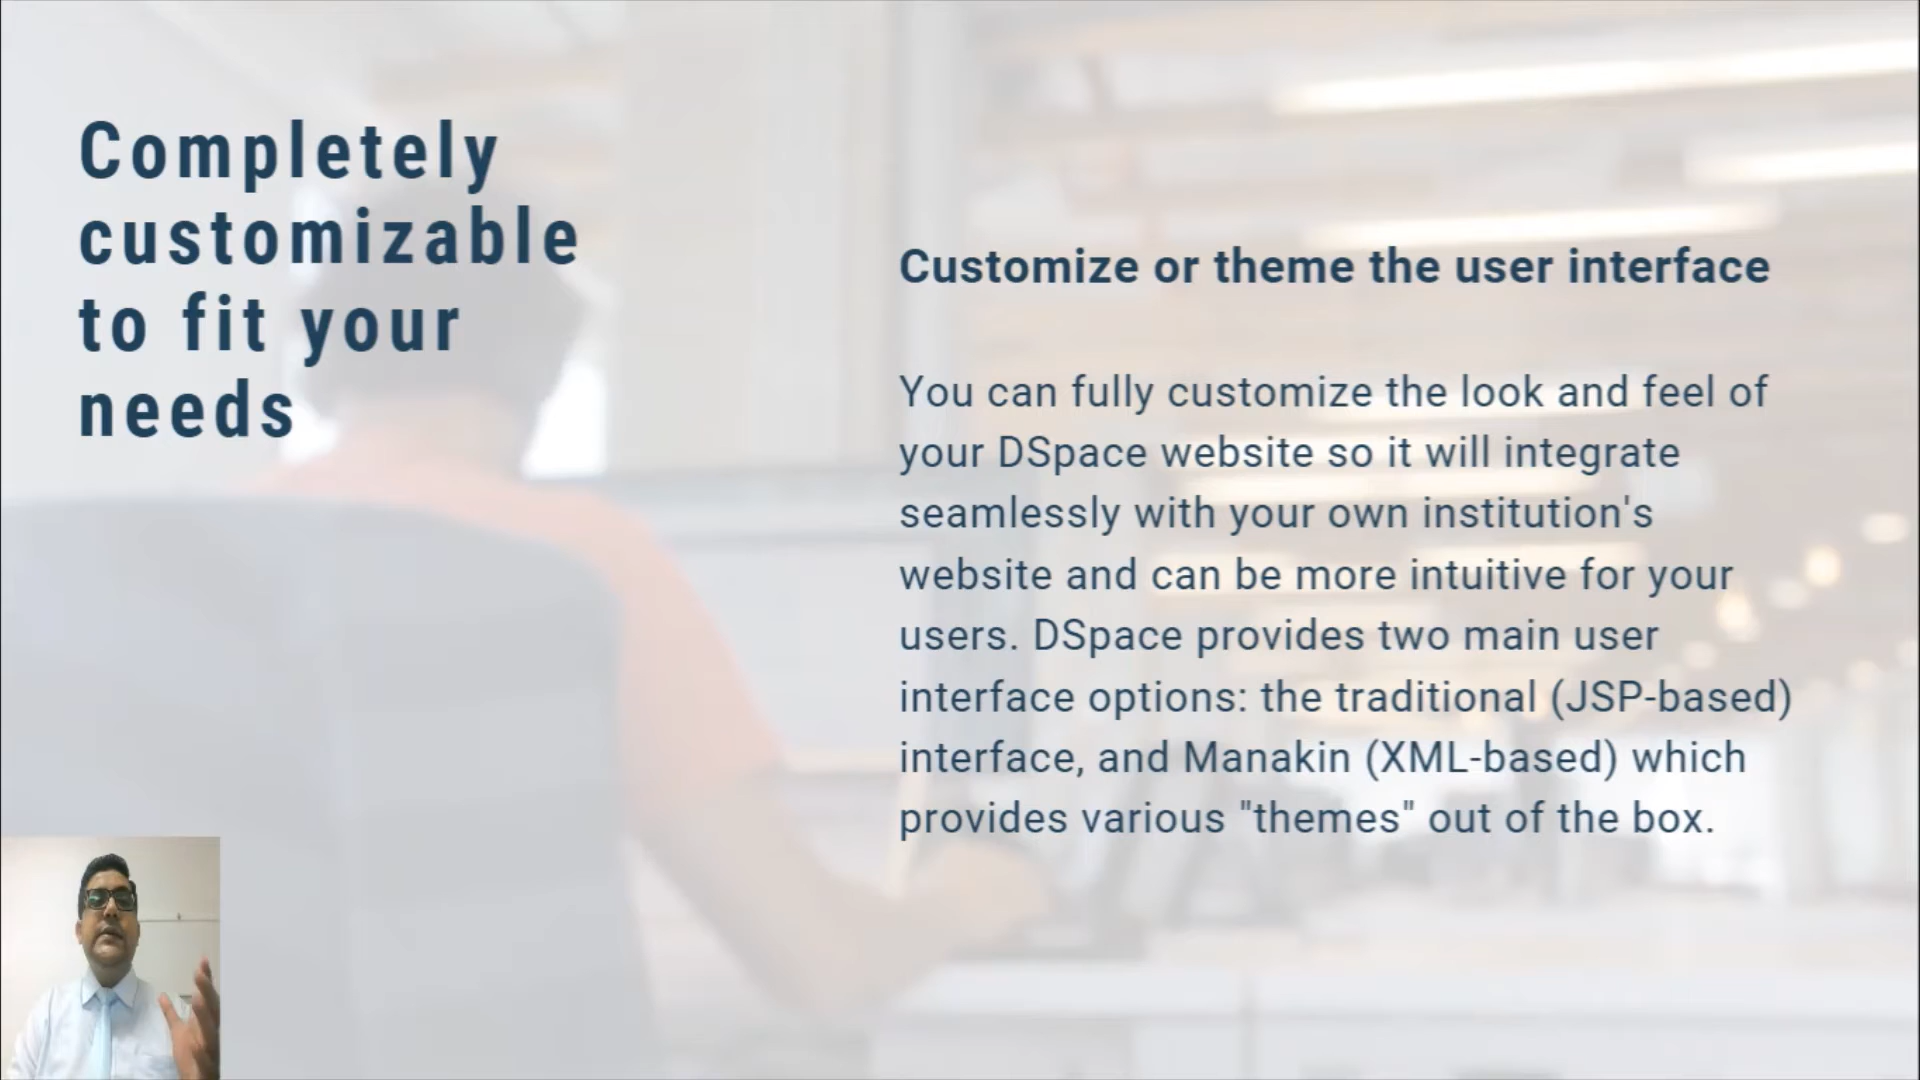 Completely
customizable
to fit your
needs
Customize or theme the user interface
You can fully customize the look and feel of
your DSpace website so it will integrate
seamlessly with your own institution's
website and can be more intuitive for your
users. DSpace provides two main user
interface options: the traditional (JSP-based)
interface, and Manakin (XML-based) which
provides various "themes" out of the box.